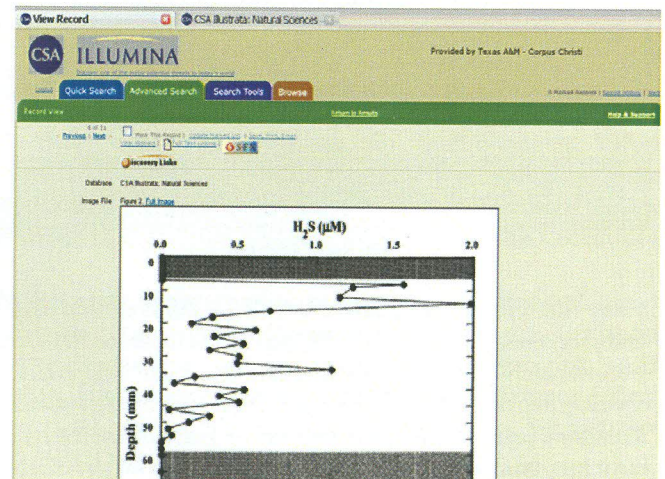 View Record
CSA Illustrata: Natural Sciences
CSA ILLUMINA
Provided by Texas A&M - Corpus Christi
Quick Search Advanced Search Search Tools Browse
Record View Return to Results Help & Support
4 of 11
Previous | Next
Discovery Links
Database CSA Illustrata: Natural Sciences
Image File Figure 2. Full Image
H2S (µM)
0.0 0.5 1.0 1.5 2.0
0
10
20
30
40
50
60
Depth (mm)